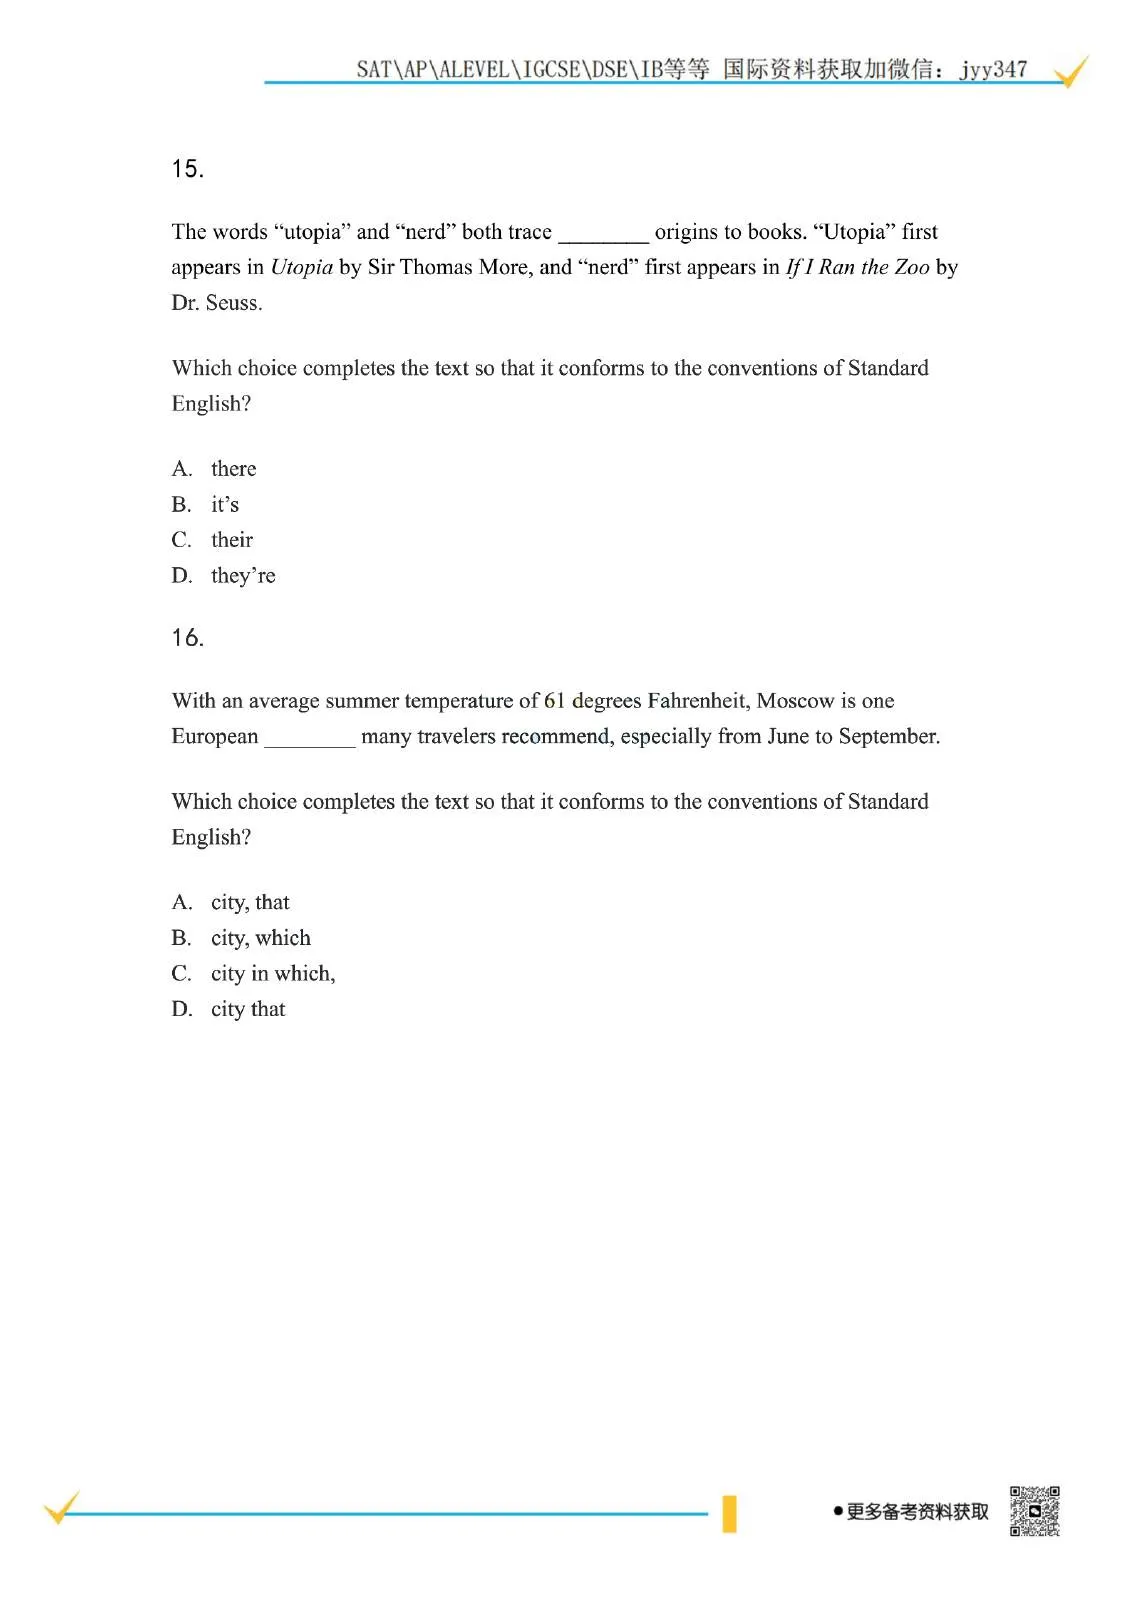 SAT\AP\ALEVEL\IGCSE\DSE\IB等等 国际资料获取加微信：jyy347
15.
The words “utopia” and “nerd” both trace ________ origins to books. “Utopia” first
appears in Utopia by Sir Thomas More, and “nerd” first appears in If I Ran the Zoo by
Dr. Seuss.
Which choice completes the text so that it conforms to the conventions of Standard
English?
A. there
B. it’s
C. their
D. they’re
16.
With an average summer temperature of 61 degrees Fahrenheit, Moscow is one
European ________ many travelers recommend, especially from June to September.
Which choice completes the text so that it conforms to the conventions of Standard
English?
A. city, that
B. city, which
C. city in which,
D. city that
●更多备考资料获取